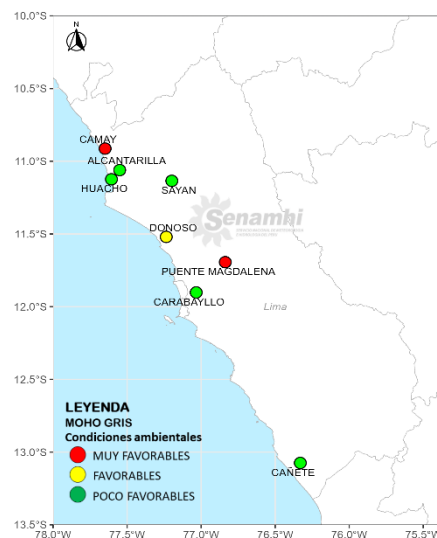 10.0°S
N
10.5°S
CAMAY
11.0°S
ALCANTARILLA
HUACHO
SAYAN
Senamhi
11.5°S
DONOSO
PUENTE MAGDALENA
12.0°S
CARABAYLLO
Lima
12.5°S
LEYENDA
MOHO GRIS
Condiciones ambientales
13.0°S
MUY FAVORABLES
CAÑETE
FAVORABLES
POCO FAVORABLES
13.5°S
78.0°W 77.5°W 77.0°W 76.5°W 76.0°W 75.5°W